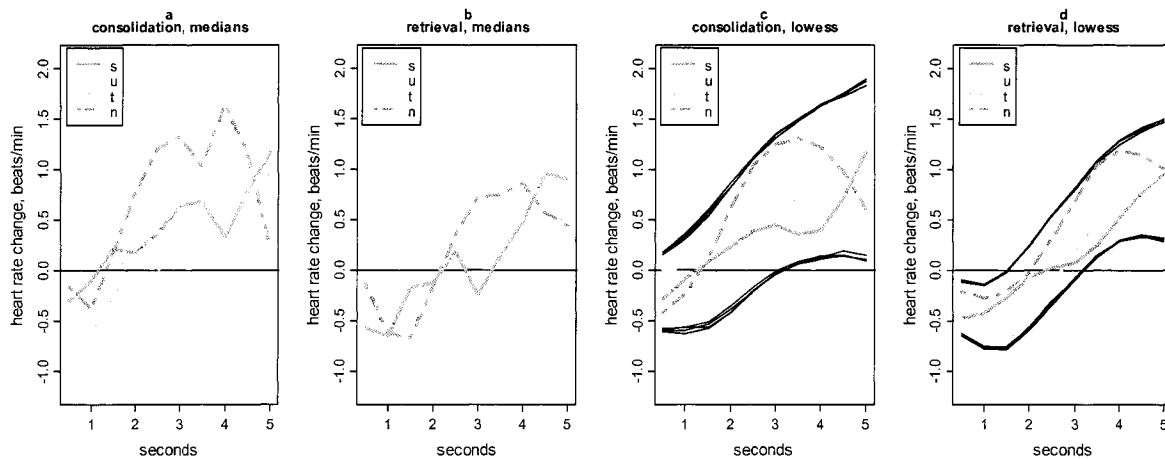 a
consolidation, medians
heart rate change, beats/min
2.0
1.5
1.0
0.5
0.0
-0.5
-1.0
s
u
t
n
1 2 3 4 5
seconds
b
retrieval, medians
heart rate change, beats/min
2.0
1.5
1.0
0.5
0.0
-0.5
-1.0
s
u
t
n
1 2 3 4 5
seconds
c
consolidation, lowess
heart rate change, beats/min
2.0
1.5
1.0
0.5
0.0
-0.5
-1.0
s
u
t
n
1 2 3 4 5
seconds
d
retrieval, lowess
heart rate change, beats/min
2.0
1.5
1.0
0.5
0.0
-0.5
-1.0
s
u
t
n
1 2 3 4 5
seconds